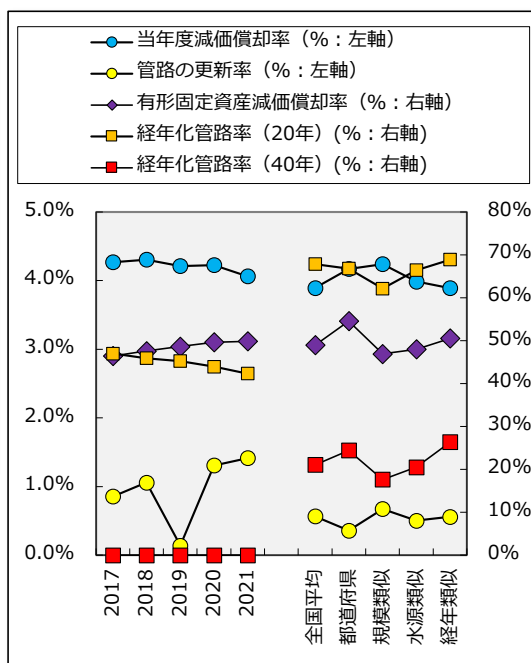 当年度減価償却率（%：左軸）
管路の更新率（%：左軸）
有形固定資産減価償却率（%：右軸）
経年化管路率（20年）(%：右軸)
経年化管路率（40年）(%：右軸)
5.0%
4.0%
3.0%
2.0%
1.0%
0.0%
80%
70%
60%
50%
40%
30%
20%
10%
0%
2017
2018
2019
2020
2021
全国平均
都道府県
規模類似
水源類似
経年類似